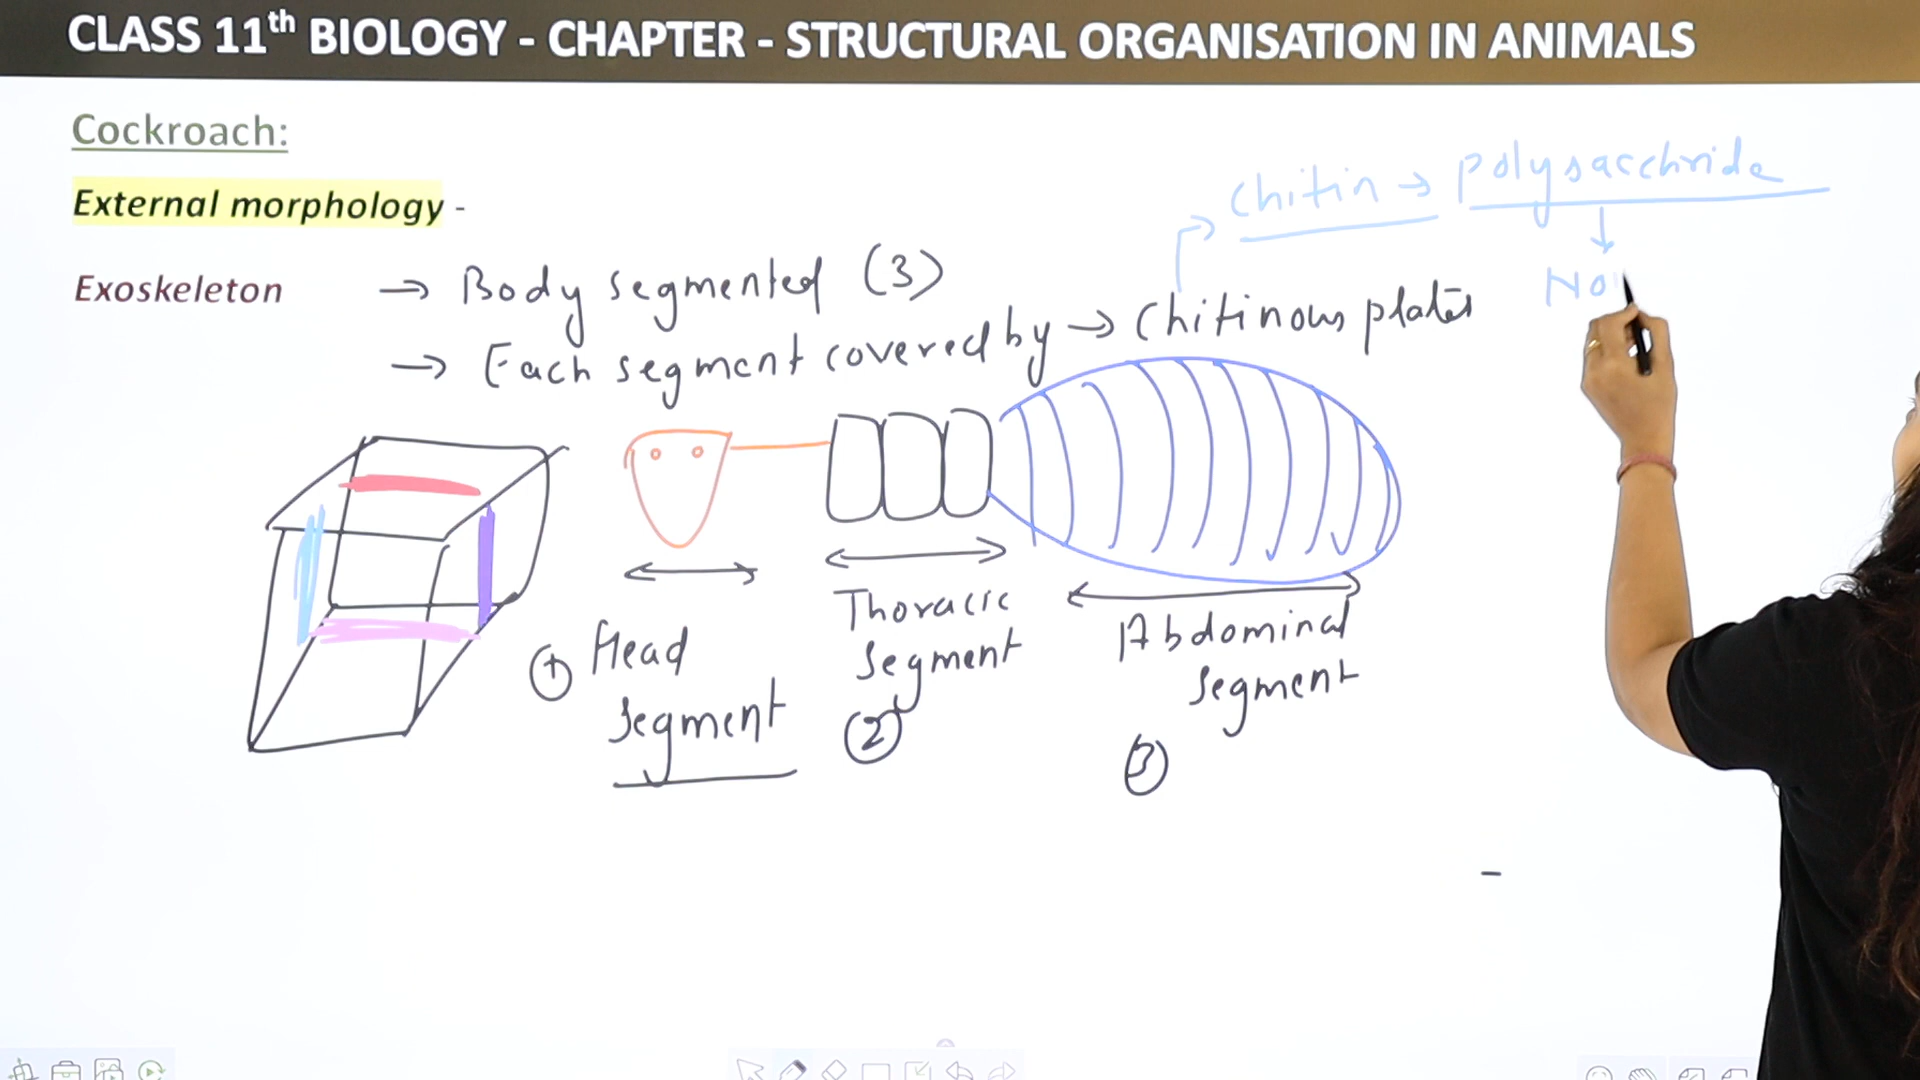 CLASS 11th BIOLOGY - CHAPTER - STRUCTURAL ORGANISATION IN ANIMALS
Cockroach:
chitin → polysacchride
External morphology -
↓
No
Exoskeleton → Body segmented (3)
→ Each segment covered by → Chitinous plates
① Head segment
Thoracic segment ②
Abdominal segment
③